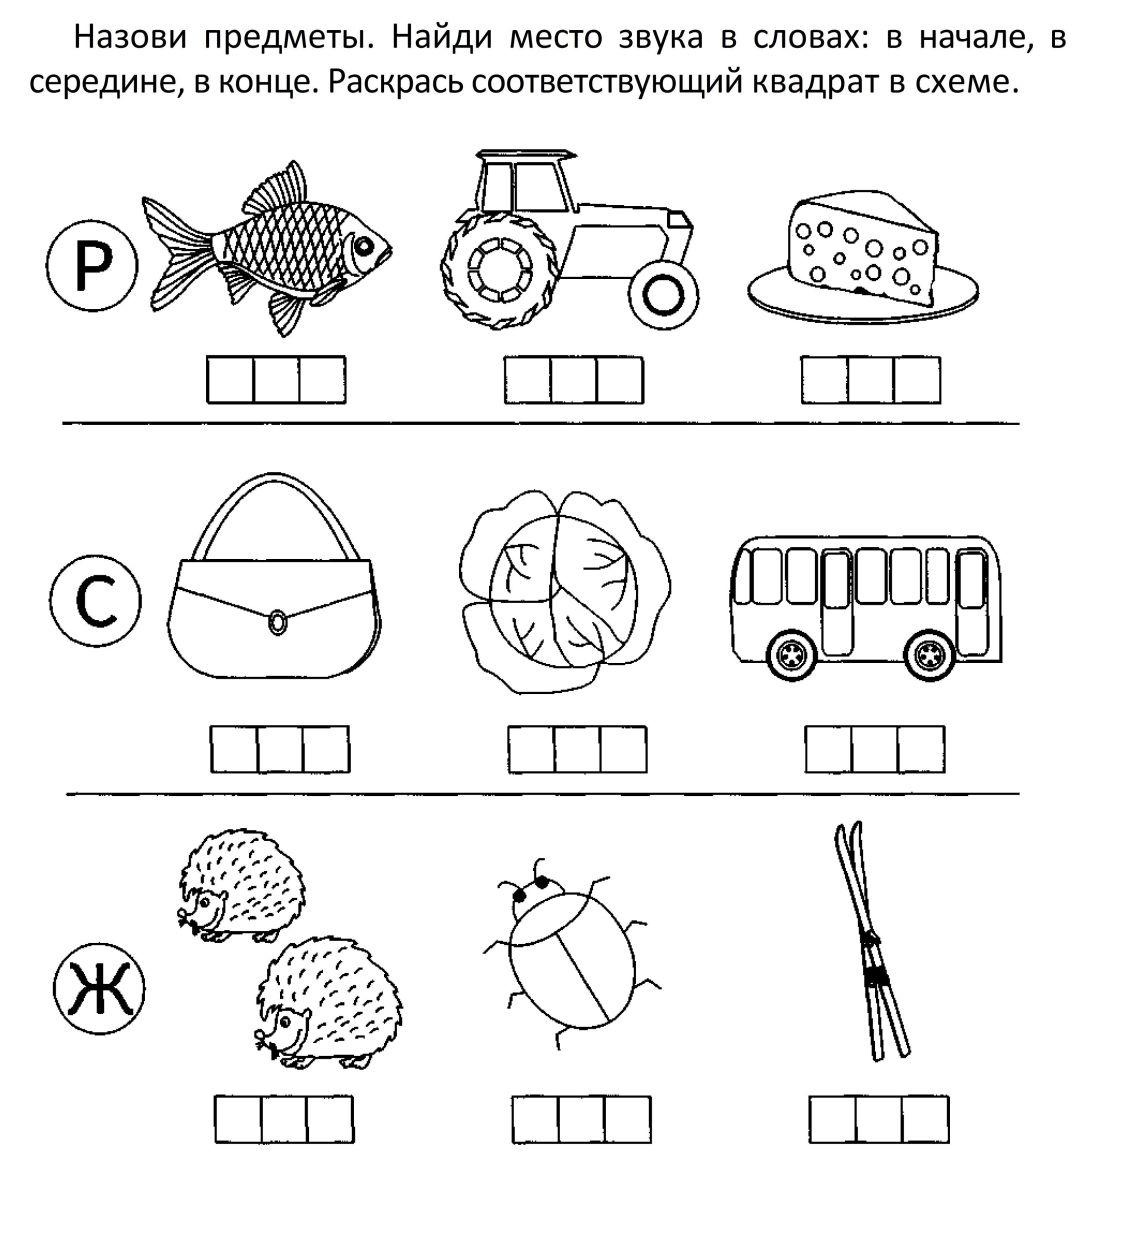 Назови предметы. Найди место звука в словах: в начале, в
середине, в конце. Раскрась соответствующий квадрат в схеме.
Р
С
Ж